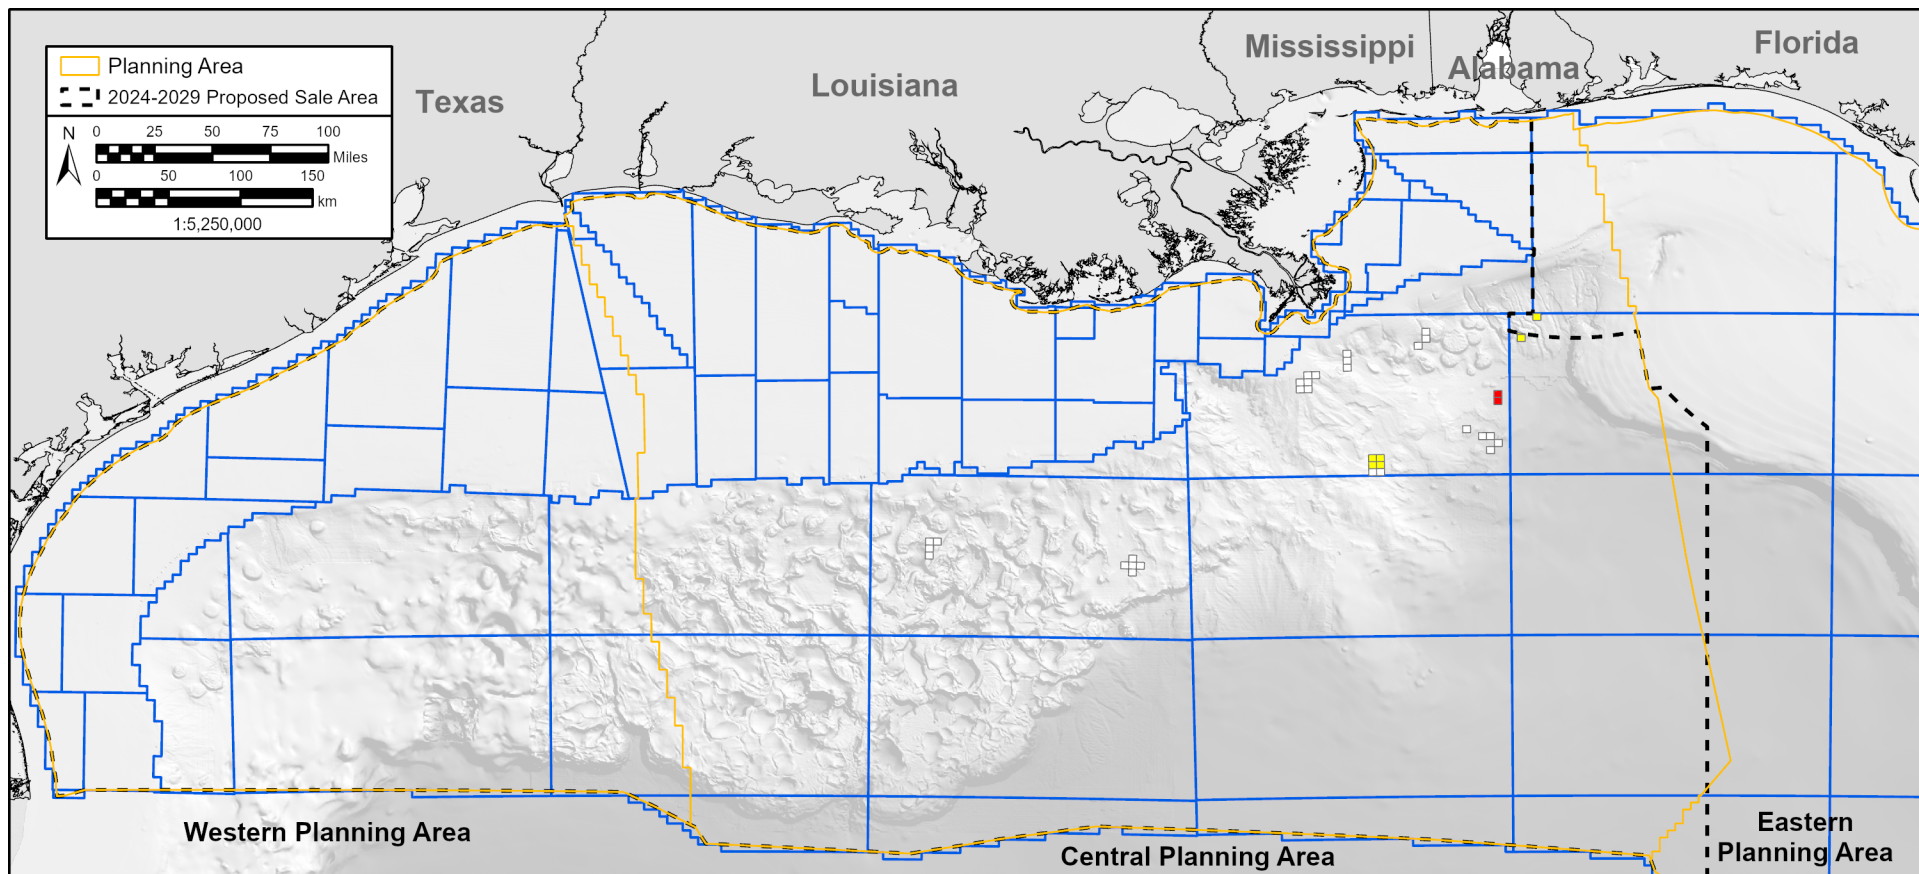 Mississippi
Florida
Planning Area
Alabama
Louisiana
2024-2029 Proposed Sale Area
Texas
N
0 25 50 75 100
Miles
0 50 100 150
km
1:5,250,000
Eastern
Planning Area
Western Planning Area
Central Planning Area